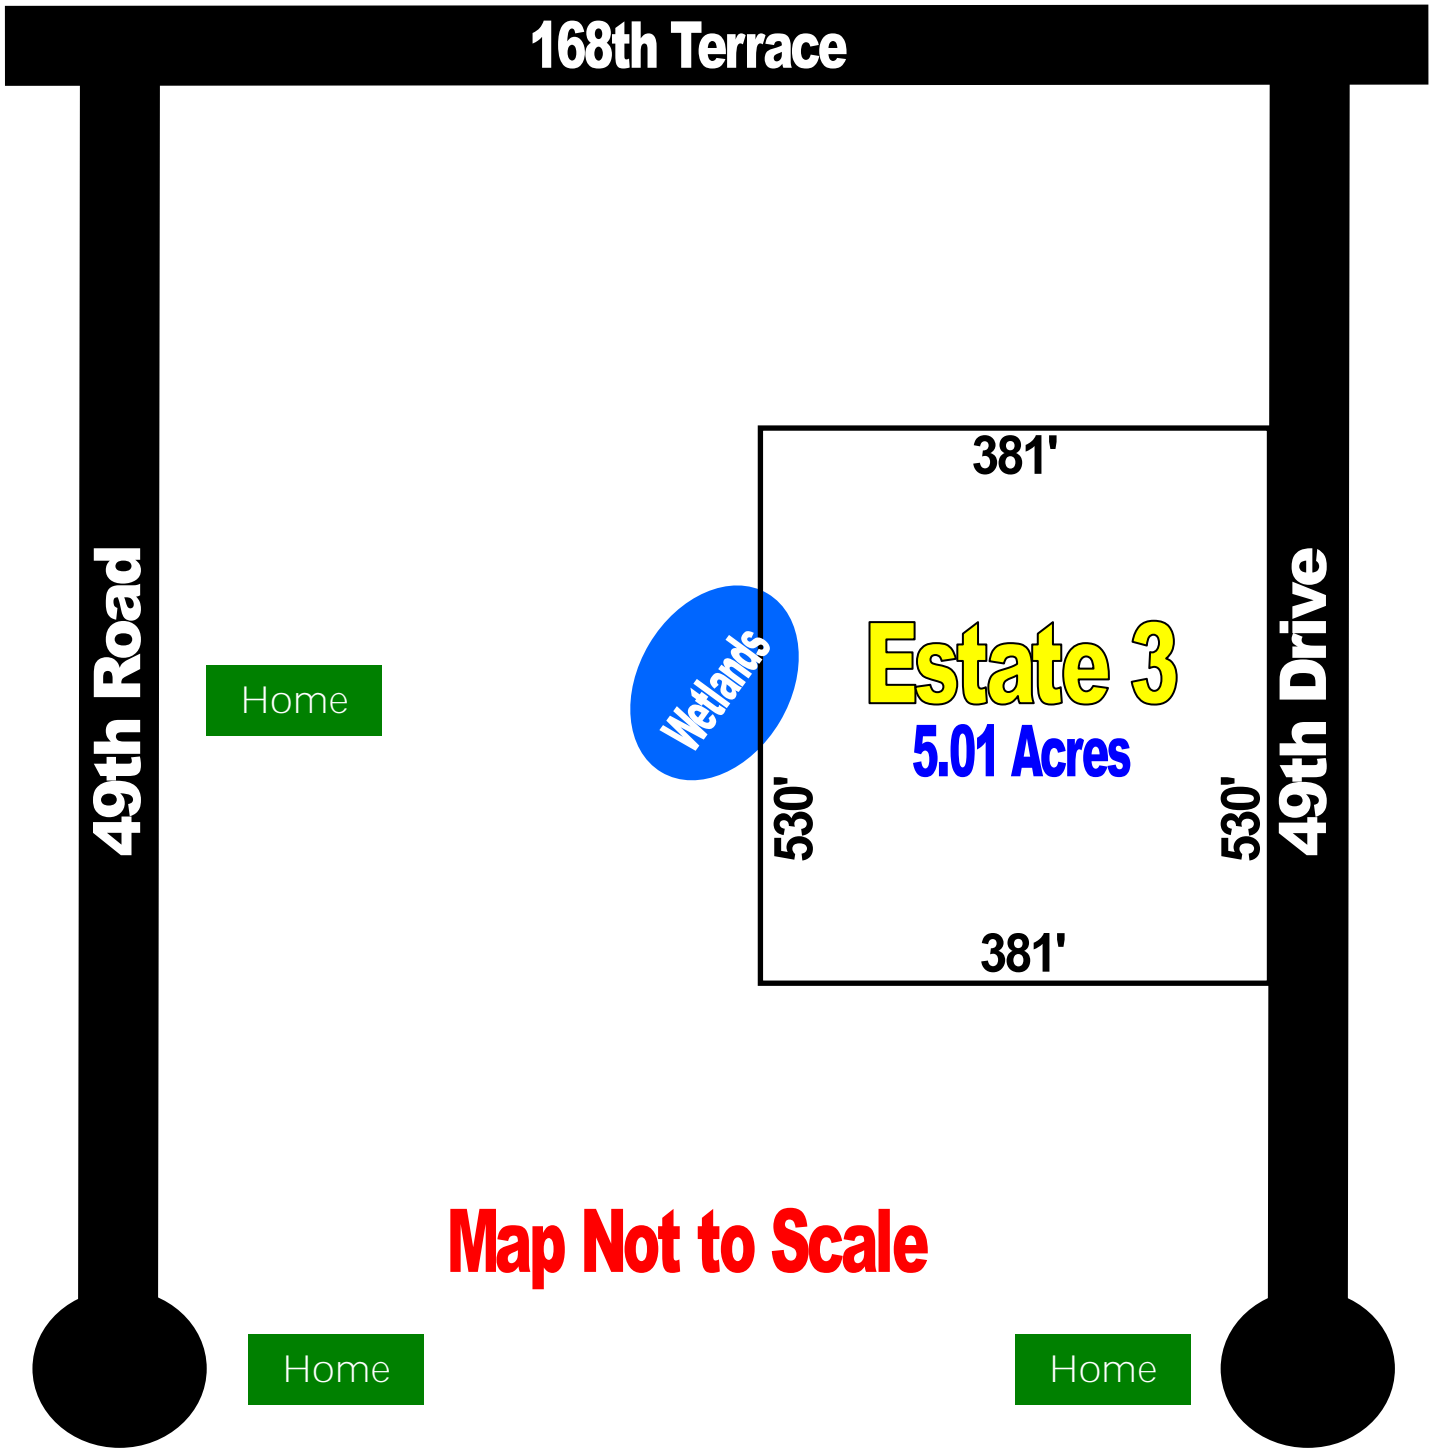 168th Terrace
381'
49th Road
49th Drive
Estate 3
Wetlands
Home
5.01 Acres
530'
530'
381'
Map Not to Scale
Home
Home